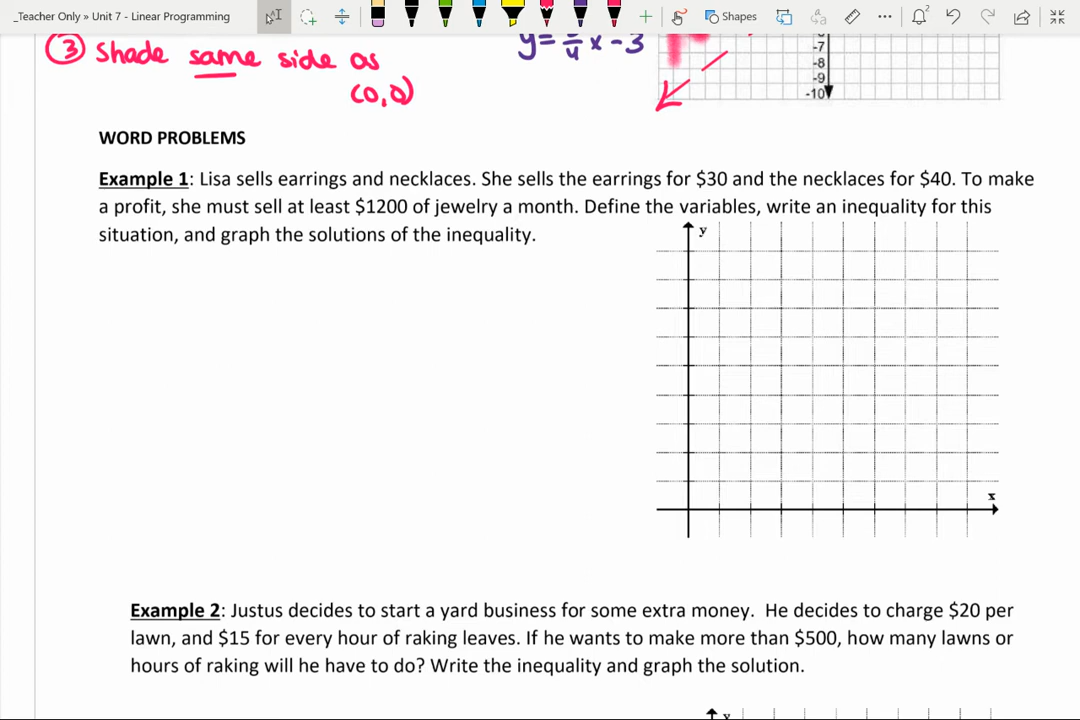 _Teacher Only » Unit 7 - Linear Programming
Shapes
2
③ Shade same side as
(0,0)
x -3
-7
-8
-9
-10
WORD PROBLEMS
Example 1: Lisa sells earrings and necklaces. She sells the earrings for $30 and the necklaces for $40. To make
a profit, she must sell at least $1200 of jewelry a month. Define the variables, write an inequality for this
situation, and graph the solutions of the inequality.
y
x
Example 2: Justus decides to start a yard business for some extra money. He decides to charge $20 per
lawn, and $15 for every hour of raking leaves. If he wants to make more than $500, how many lawns or
hours of raking will he have to do? Write the inequality and graph the solution.
y